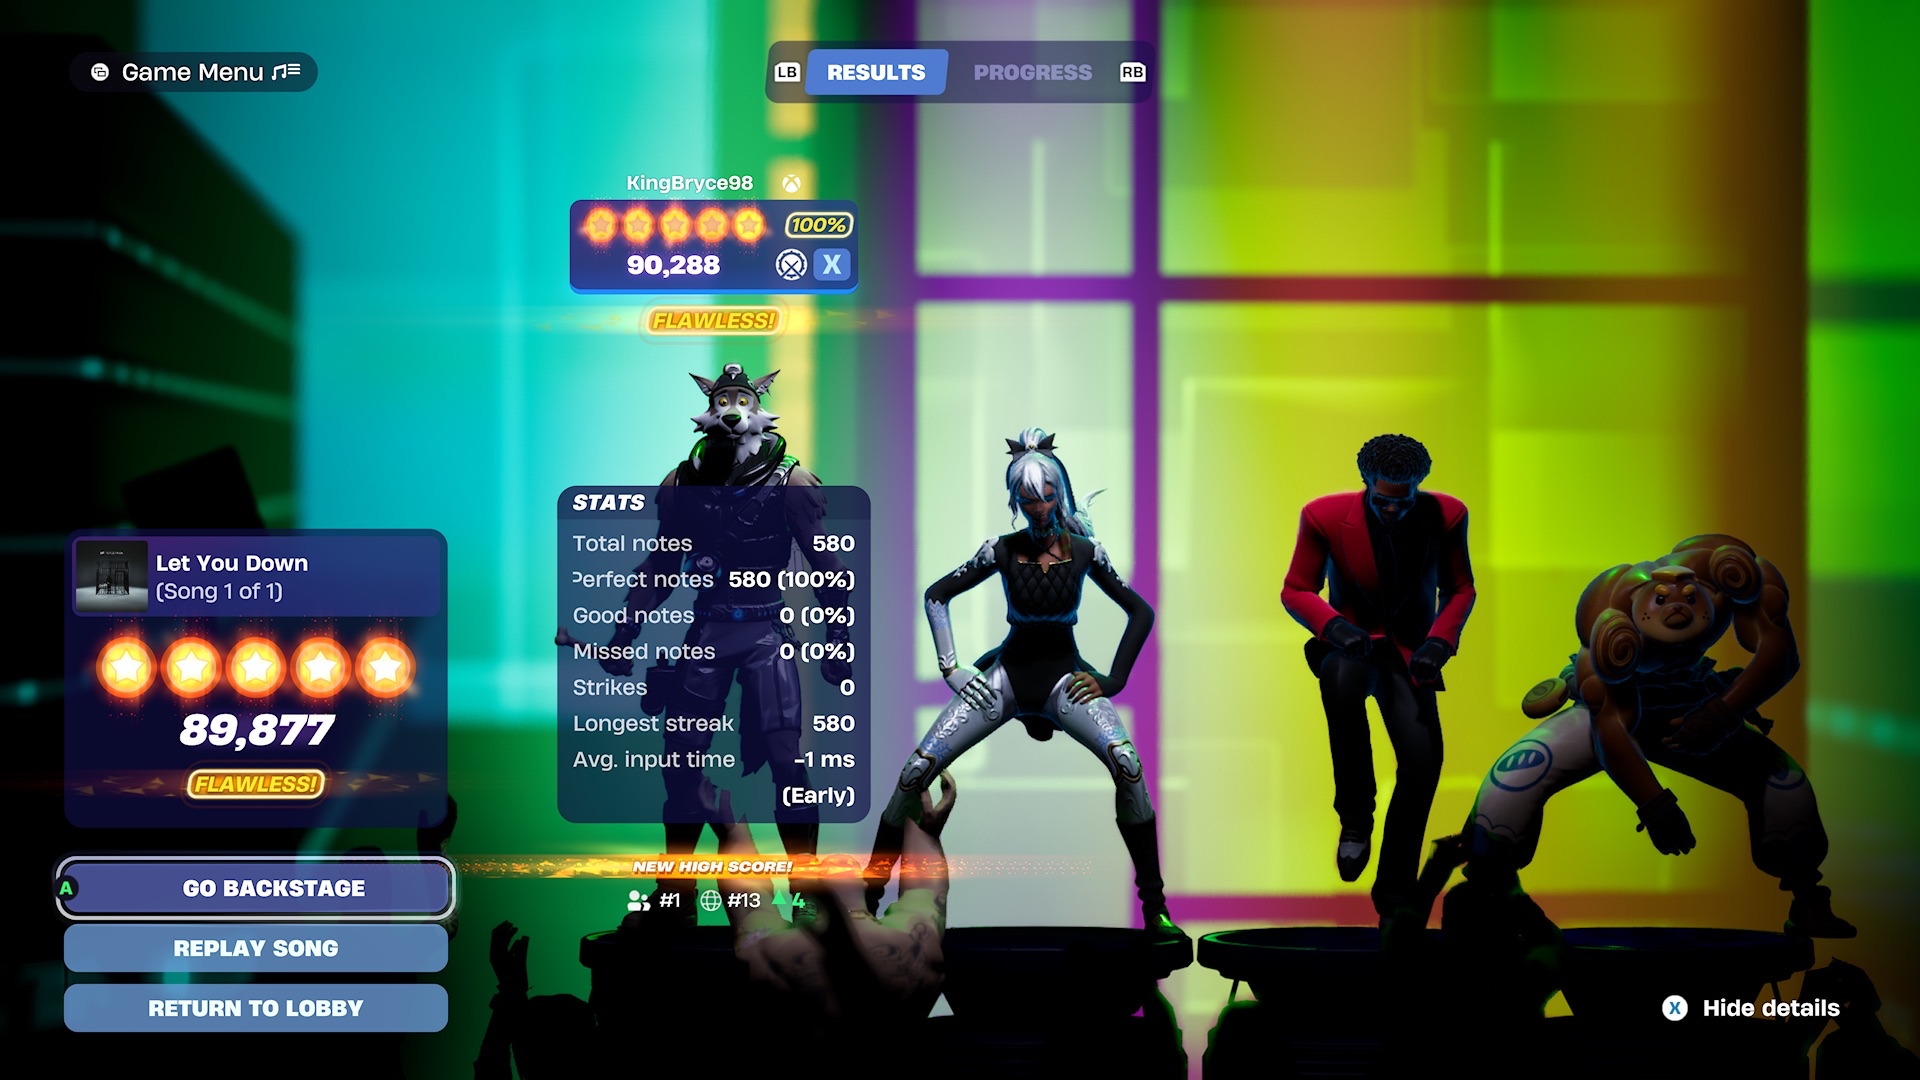 Game Menu
LB RESULTS PROGRESS RB
KingBryce98
100%
90,288 X
FLAWLESS!
STATS
Total notes 580
Perfect notes 580 (100%)
Good notes 0 (0%)
Missed notes 0 (0%)
Strikes 0
Longest streak 580
Avg. input time -1 ms
(Early)
NEW HIGH SCORE!
#1 #13 4
Let You Down
(Song 1 of 1)
89,877
FLAWLESS!
A GO BACKSTAGE
REPLAY SONG
RETURN TO LOBBY
X Hide details